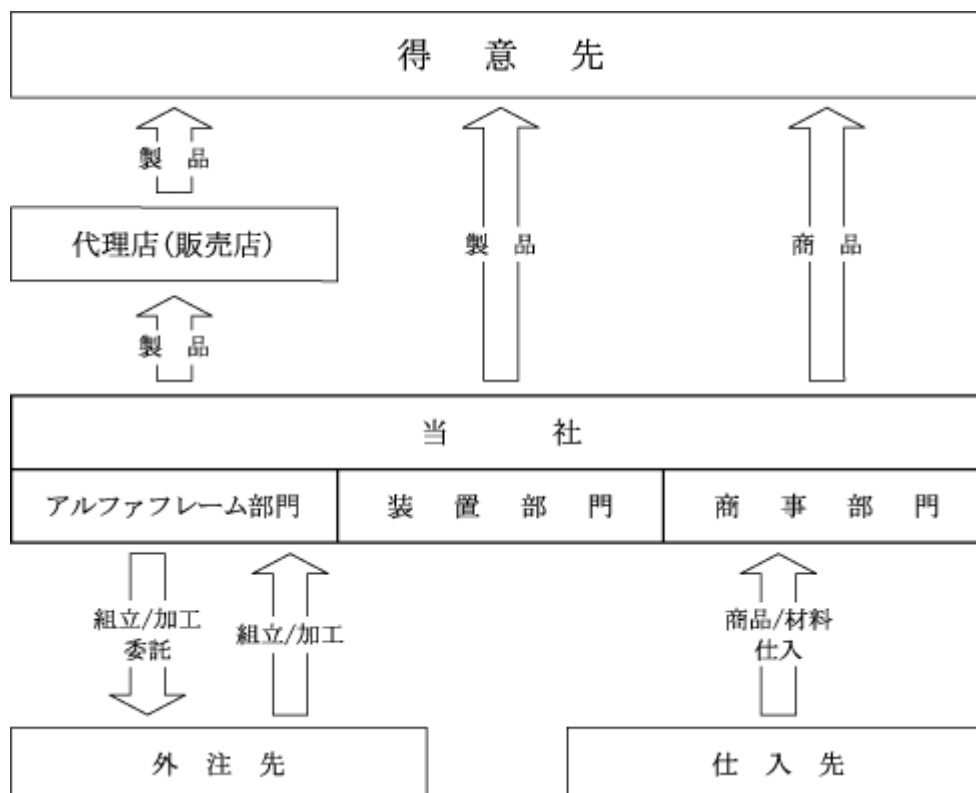 得意先
製品
代理店(販売店)
製品
商品
製品
当社
アルファフレーム部門
装置部門
商事部門
組立/加工
委託
組立/加工
商品/材料
仕入
外注先
仕入先